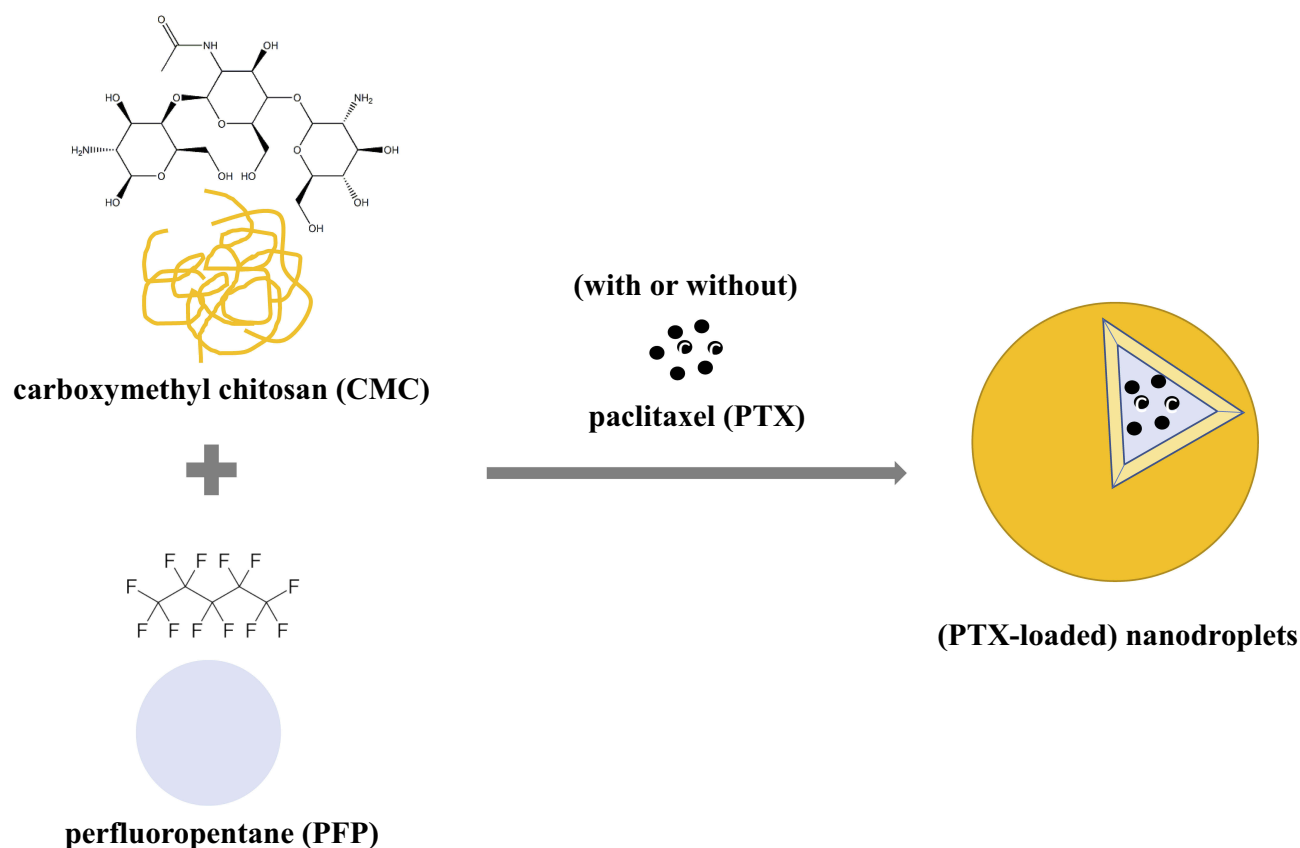 O
NH
OH
HO
O
O
NH2
H2N
O
O
OH
HO
OH
HO
O
OH
OH
OH
(with or without)
carboxymethyl chitosan (CMC)
paclitaxel (PTX)
F F F F
F F
F F F F F F
(PTX-loaded) nanodroplets
perfluoropentane (PFP)